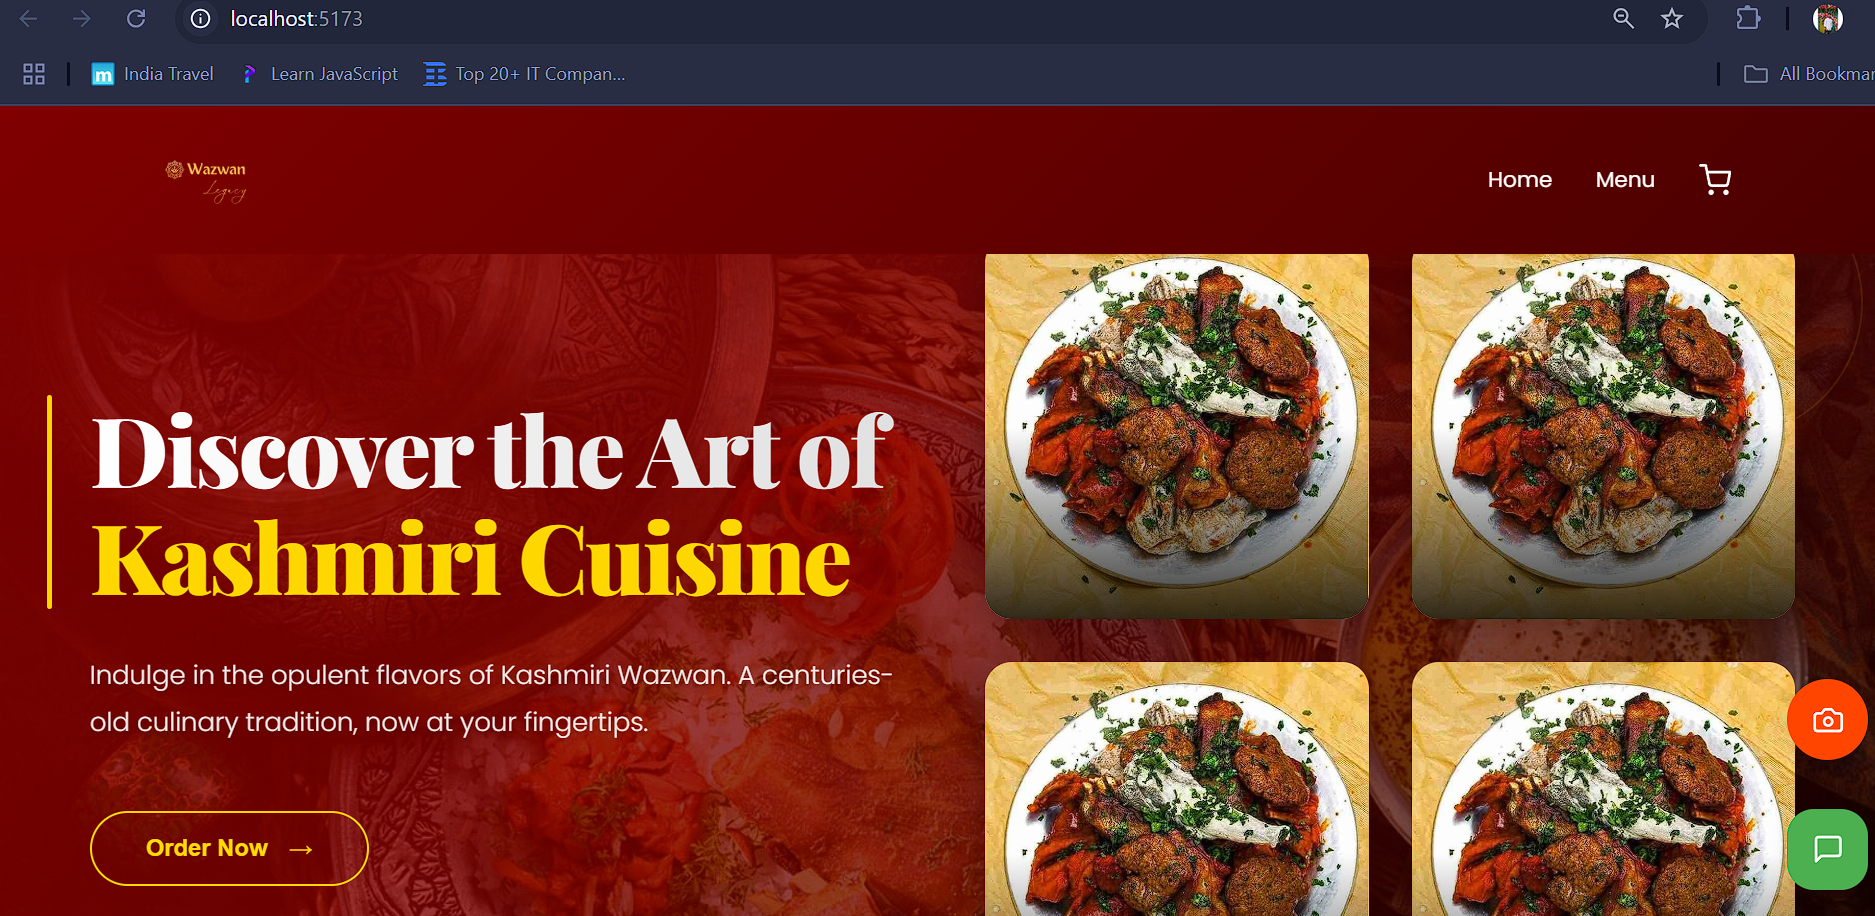 localhost:5173
India Travel
Learn JavaScript
Top 20+ IT Compan...
All Bookmar
Wazwan
Legacy
Home
Menu
Discover the Art of
Kashmiri Cuisine
Indulge in the opulent flavors of Kashmiri Wazwan. A centuries-
old culinary tradition, now at your fingertips.
Order Now →